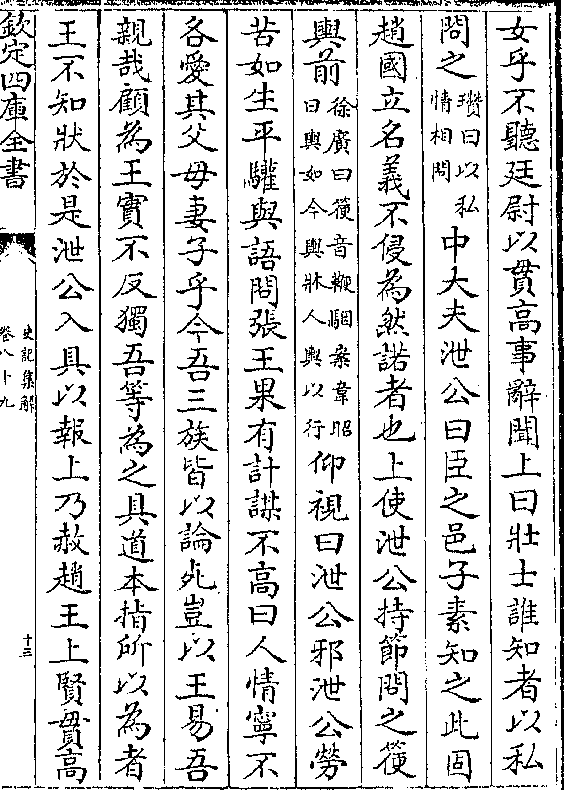 女乎不聽廷尉以貫高事辭聞上曰壯士誰知者以私
問之瓚曰以私情相問中大夫泄公曰臣之邑子素知之此固
趙國立名義不侵為然諾者也上使泄公持節問之箯
輿前徐廣曰箯音鞭駰案韋昭曰輿如今輿牀人輿以行仰視曰泄公邪泄公勞
苦如生平驩與語問張王果有計謀不高曰人情寧不
各愛其父母妻子乎今吾三族皆以論死豈以王易吾
親哉顧為王實不反獨吾等為之具道本指所以為者
王不知狀於是泄公入具以報上乃赦趙王上賢貫高
欽定四庫全書
史記集解
卷八十九
十三